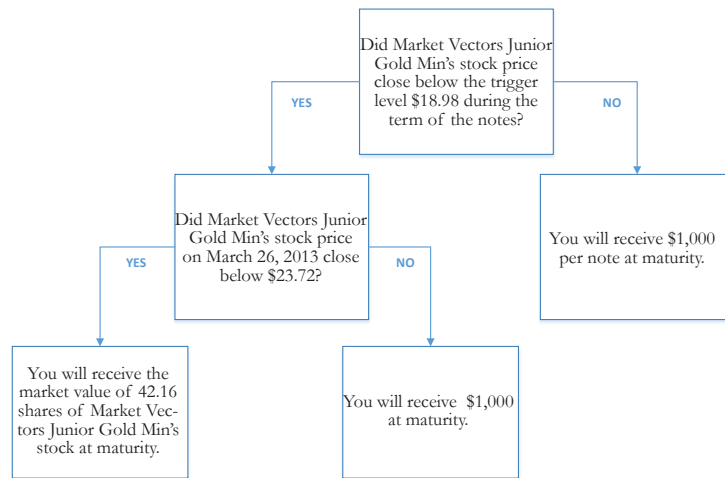 Did Market Vectors Junior
Gold Min’s stock price
close below the trigger
level $18.98 during the
term of the notes?
YES
NO
Did Market Vectors Junior
Gold Min’s stock price
on March 26, 2013 close
below $23.72?
You will receive $1,000
per note at maturity.
YES
NO
You will receive the
market value of 42.16
shares of Market Vec-
tors Junior Gold Min’s
stock at maturity.
You will receive $1,000
at maturity.